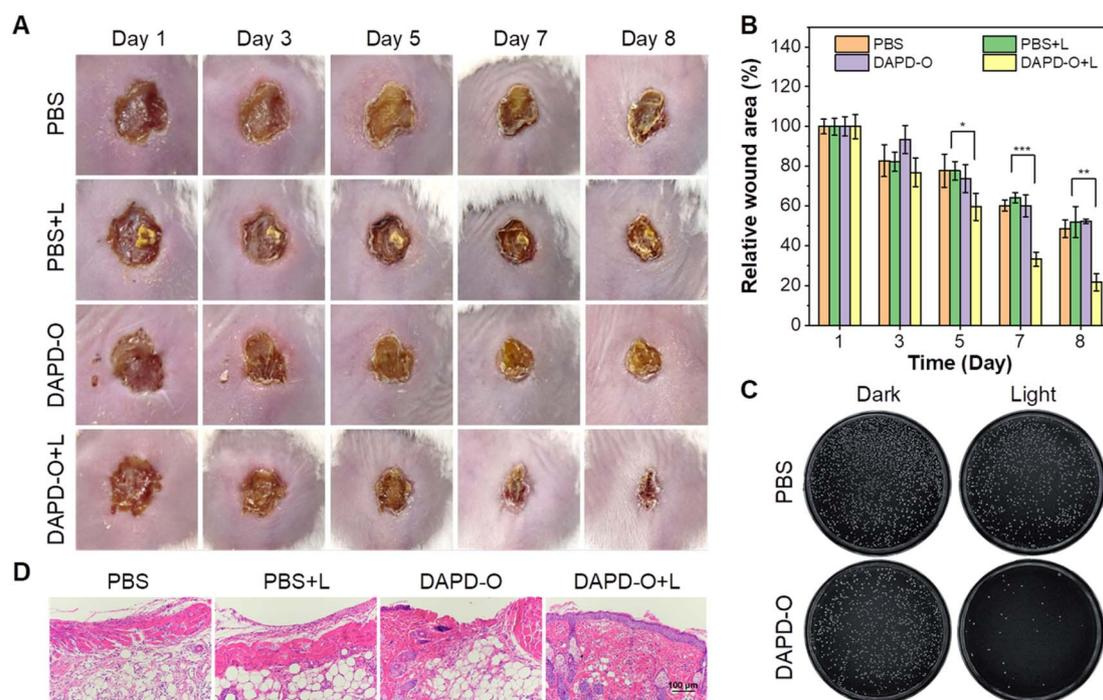 A
Day 1 Day 3 Day 5 Day 7 Day 8
PBS
PBS+L
DAPD-O
DAPD-O+L
B
Relative wound area (%)
140
120
100
80
60
40
20
0
PBS PBS+L
DAPD-O DAPD-O+L
* *** **
1 3 5 7 8
Time (Day)
C
Dark Light
PBS
DAPD-O
D
PBS PBS+L DAPD-O DAPD-O+L
100 μm